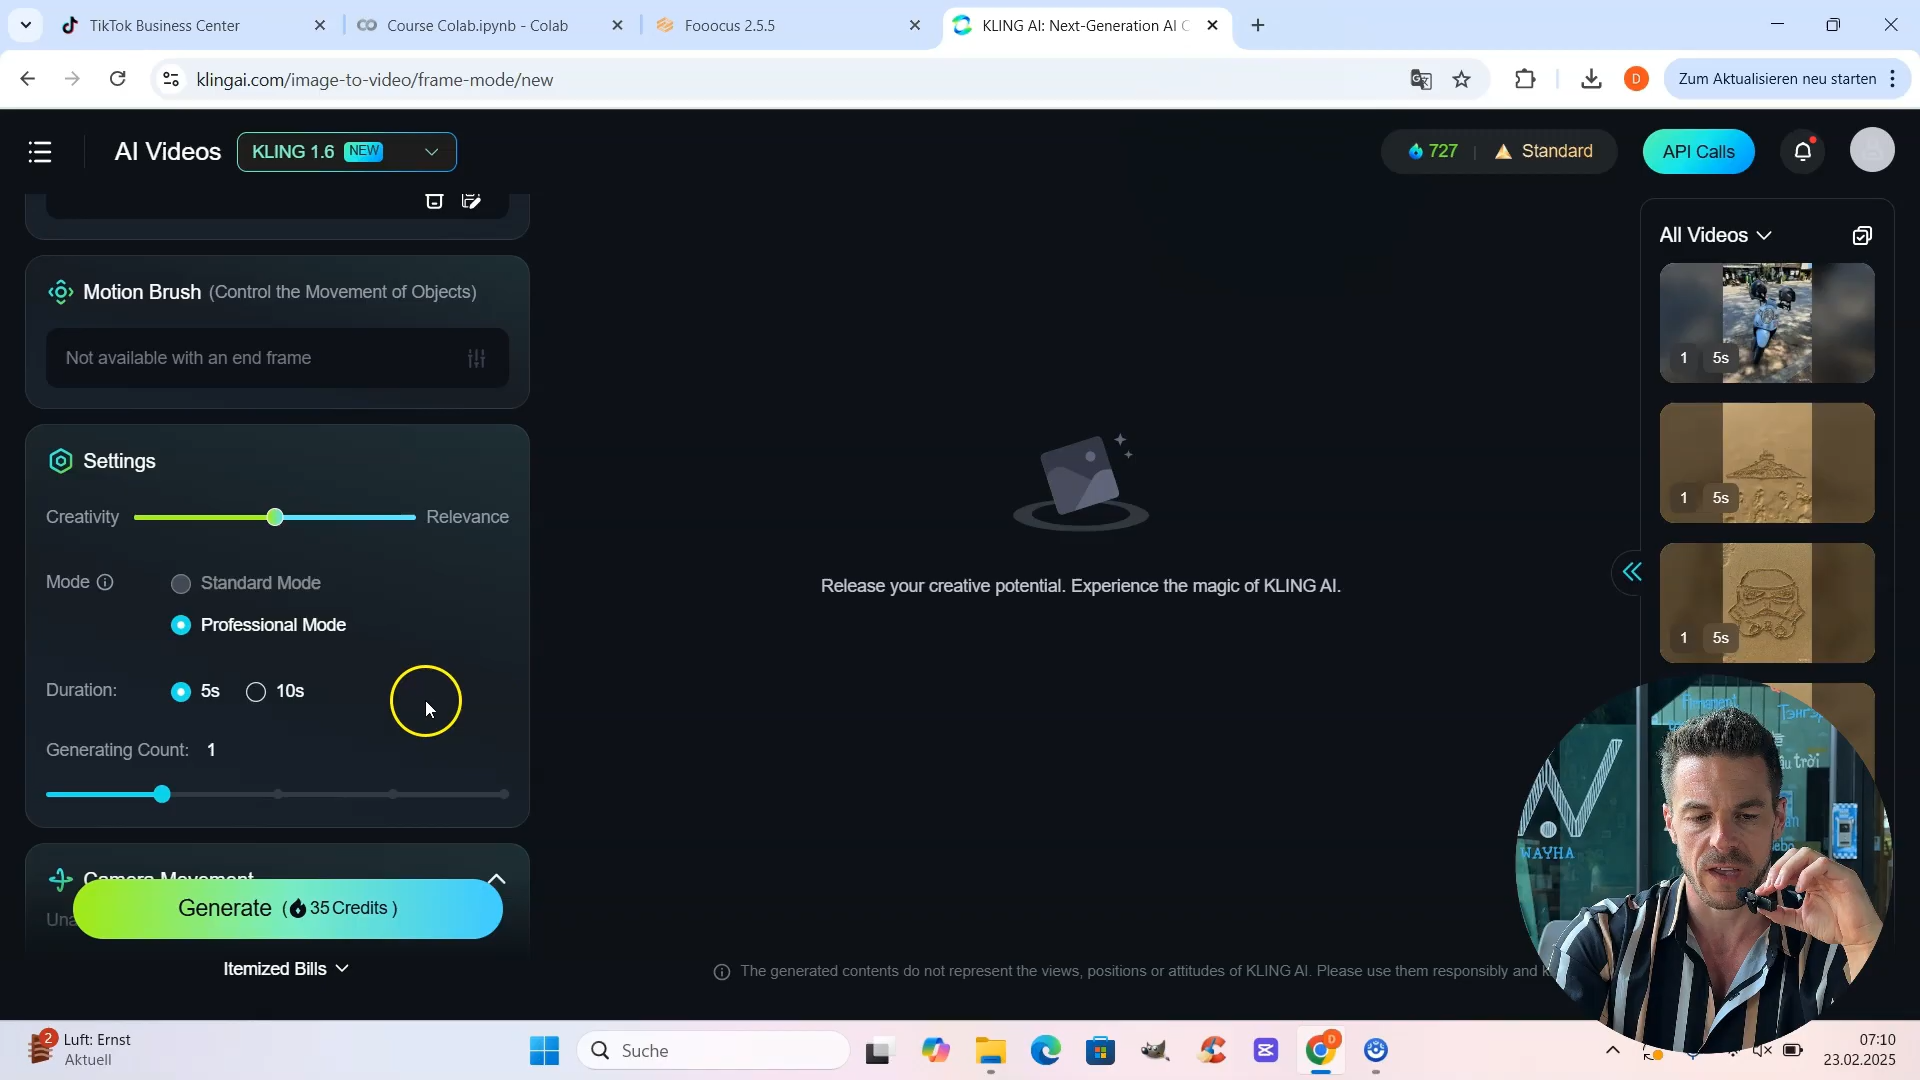 TikTok Business Center
Course Colab.ipynb - Colab
Fooocus 2.5.5
KLING AI: Next-Generation AI C
klingai.com/image-to-video/frame-mode/new
D
Zum Aktualisieren neu starten
AI Videos
KLING 1.6 NEW
727
Standard
API Calls
Motion Brush (Control the Movement of Objects)
Not available with an end frame
Settings
Creativity
Relevance
Mode
Standard Mode
Professional Mode
Duration:
5s
10s
Generating Count: 1
Camera Movement
Una
Generate ( 35 Credits )
Itemized Bills
Release your creative potential. Experience the magic of KLING AI.
The generated contents do not represent the views, positions or attitudes of KLING AI. Please use them responsibly and k
All Videos
1 5s
1 5s
1 5s
WAYHA
2
Luft: Ernst
Aktuell
Suche
D
07:10
23.02.2025